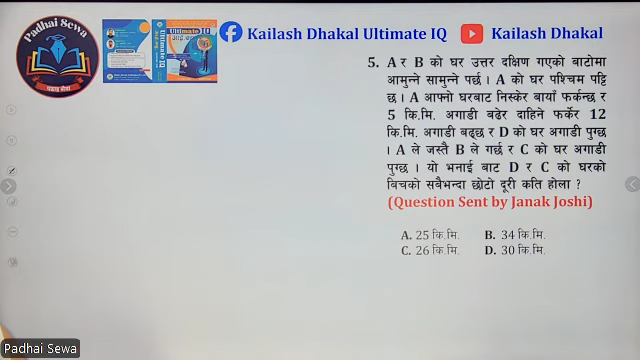 Padhai Sewa
पढाइ सेवा
Ultimate IQ
Ultimate IQ
Kailash Dhakal Ultimate IQ
Kailash Dhakal
5. A र B को घर उत्तर दक्षिण गएको बाटोमा
आमुन्ने सामुन्ने पर्छ । A को घर पश्चिम पट्टि
छ । A आफ्नो घरबाट निस्केर बायाँ फर्कन्छ र
5 कि.मि. अगाडी बढेर दाहिने फर्केर 12
कि.मि. अगाडी बढ्छ र D को घर अगाडी पुग्छ
। A ले जस्तै B ले गर्छ र C को घर अगाडी
पुग्छ । यो भनाई बाट D र C को घरको
बिचको सबैभन्दा छोटो दूरी कति होला ?
(Question Sent by Janak Joshi)
A. 25 कि.मि. B. 34 कि.मि.
C. 26 कि.मि. D. 30 कि.मि.
Padhai Sewa